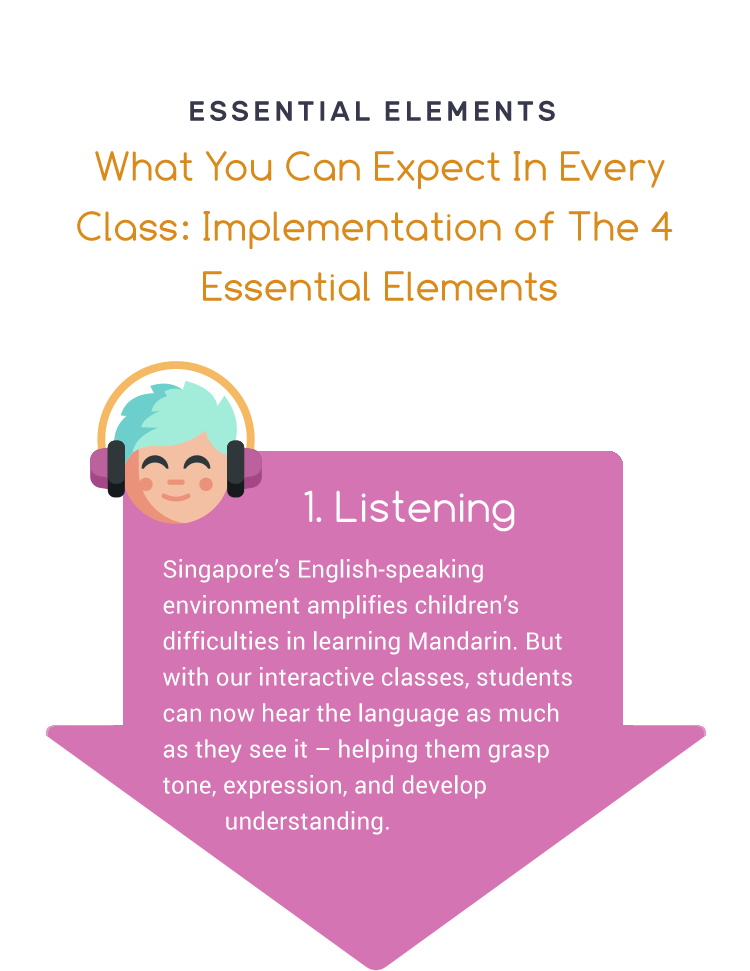 ESSENTIAL ELEMENTS
What You Can Expect In Every
Class: Implementation of The 4
Essential Elements
1. Listening
Singapore’s English-speaking
environment amplifies children’s
difficulties in learning Mandarin. But
with our interactive classes, students
can now hear the language as much
as they see it – helping them grasp
tone, expression, and develop
understanding.